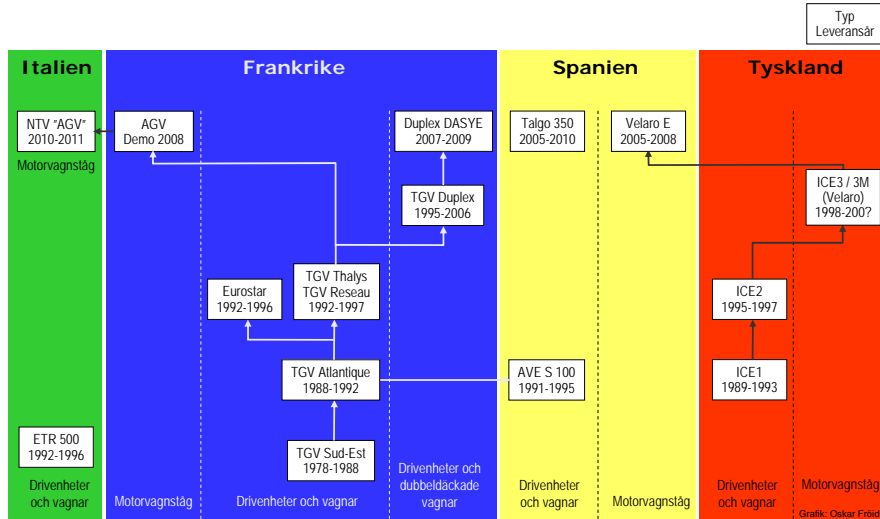 Typ
Leveransår
Italien
Frankrike
Spanien
Tyskland
NTV "AGV"
2010-2011
Motorvagnståg
AGV
Demo 2008
Duplex DASYE
2007-2009
Talgo 350
2005-2010
Velaro E
2005-2008
TGV Duplex
1995-2006
ICE3 / 3M
(Velaro)
1998-200?
Eurostar
1992-1996
TGV Thalys
TGV Reseau
1992-1997
ICE2
1995-1997
TGV Atlantique
1988-1992
AVE S 100
1991-1995
ICE1
1989-1993
ETR 500
1992-1996
TGV Sud-Est
1978-1988
Drivenheter
och vagnar
Motorvagnståg
Drivenheter och vagnar
Drivenheter och
dubbeldäckade
vagnar
Drivenheter
och vagnar
Motorvagnståg
Drivenheter
och vagnar
Motorvagnståg
Grafik: Oskar Fröid